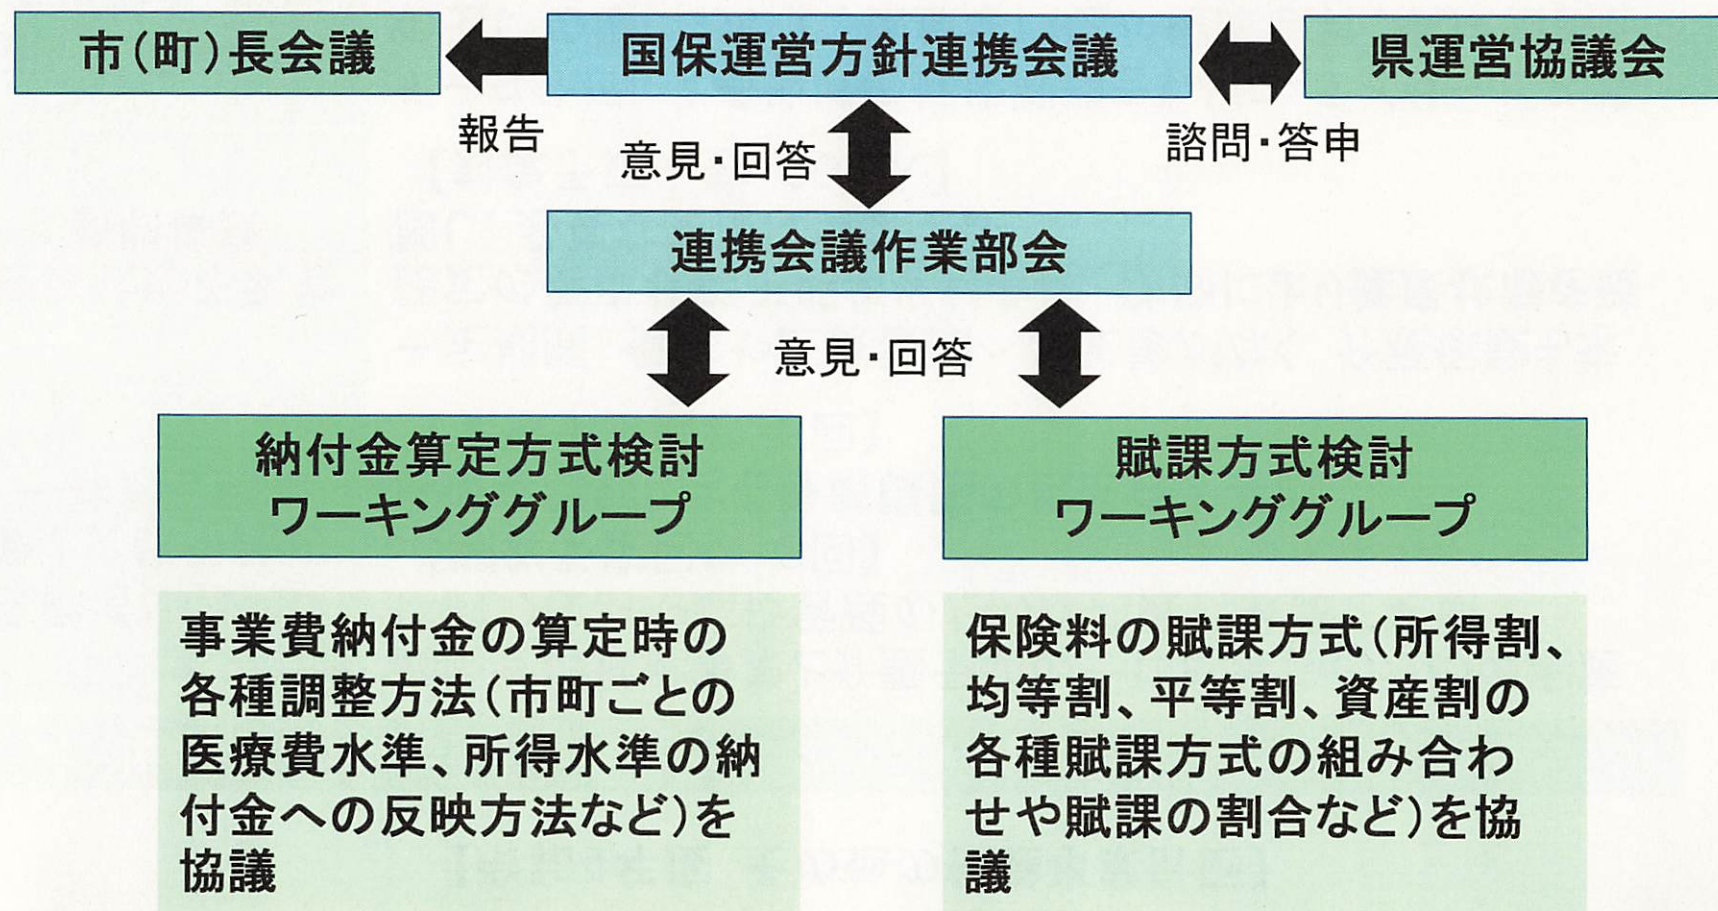 市(町)長会議
国保運営方針連携会議
県運営協議会
報告
意見・回答
諮問・答申
連携会議作業部会
意見・回答
納付金算定方式検討
ワーキンググループ
賦課方式検討
ワーキンググループ
事業費納付金の算定時の
各種調整方法(市町ごとの
医療費水準、所得水準の納
付金への反映方法など)を
協議
保険料の賦課方式(所得割、
均等割、平等割、資産割の
各種賦課方式の組み合わ
せや賦課の割合など)を協
議